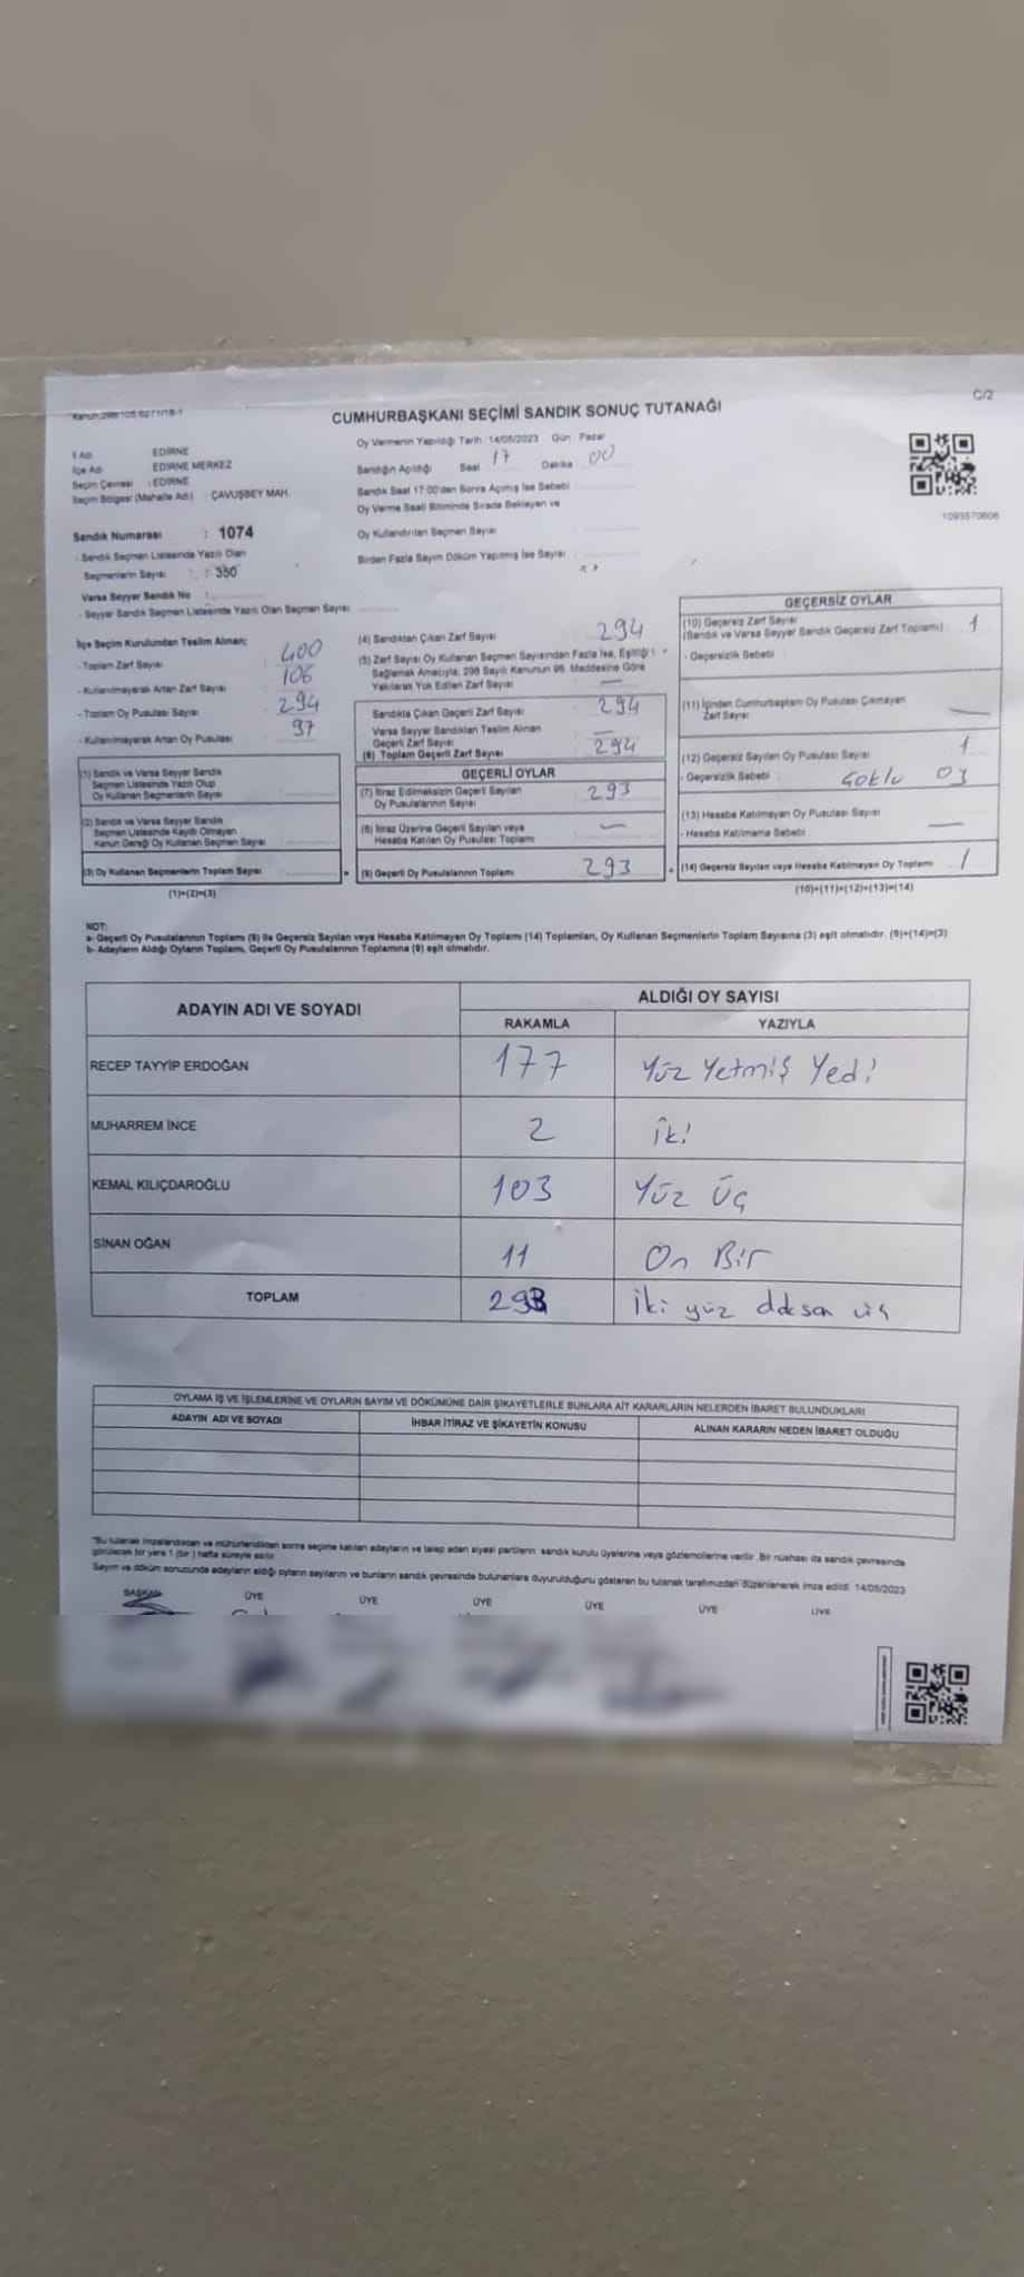 C/2
CUMHURBAŞKANI SEÇİMİ SANDIK SONUÇ TUTANAĞI
İl Adı : EDİRNE
İlçe Adı : EDİRNE MERKEZ
Seçim Çevresi : EDİRNE
Seçim Bölgesi (Mahalle Adı) : ÇAVUŞBEY MAH.
Sandık Numarası : 1074
- Sandık Seçmen Listesinde Yazılı Olan
Seçmenlerin Sayısı : 350
Varsa Seyyar Sandık No :
- Seyyar Sandık Seçmen Listesinde Yazılı Olan Seçmen Sayısı
Oy Vermenin Yapıldığı Tarih : 14/05/2023 Gün : Pazar
Sandığın Açıldığı Saat 17 Dakika 00
Sandık Saat 17:00'den Sonra Açılmış İse Sebebi
Oy Verme Saati Bitiminde Sırada Bekleyen ve
Oy Kullandırılan Seçmen Sayısı
Birden Fazla Sayım Döküm Yapılmış İse Sayısı
1093570606
İlçe Seçim Kurulundan Teslim Alınan;
- Toplam Zarf Sayısı 400
- Kullanılmayarak Artan Zarf Sayısı 106
- Toplam Oy Pusulası Sayısı 294
- Kullanılmayarak Artan Oy Pusulası 97
(1) Sandık ve Varsa Seyyar Sandık
Seçmen Listesinde Yazılı Olup
Oy Kullanan Seçmenlerin Sayısı
(2) Sandık ve Varsa Seyyar Sandık
Seçmen Listesinde Kayıtlı Olmayan
Kanun Gereği Oy Kullanan Seçmen Sayısı
(3) Oy Kullanan Seçmenlerin Toplam Sayısı
(1)+(2)=(3)
(4) Sandıktan Çıkan Zarf Sayısı 294
(5) Zarf Sayısı Oy Kullanan Seçmen Sayısından Fazla İse, Eşitliği
Sağlamak Amacıyla; 298 Sayılı Kanunun 98. Maddesine Göre
Yakılarak Yok Edilen Zarf Sayısı —
Sandıkta Çıkan Geçerli Zarf Sayısı 294
Varsa Seyyar Sandıktan Teslim Alınan
Geçerli Zarf Sayısı —
(6) Toplam Geçerli Zarf Sayısı 294
GEÇERLİ OYLAR
(7) İtiraz Edilmeksizin Geçerli Sayılan
Oy Pusulalarının Sayısı 293
(8) İtiraz Üzerine Geçerli Sayılan veya
Hesaba Katılan Oy Pusulası Toplamı —
(9) Geçerli Oy Pusulalarının Toplamı 293
GEÇERSİZ OYLAR
(10) Geçersiz Zarf Sayısı
(Sandık ve Varsa Seyyar Sandık Geçersiz Zarf Toplamı) : 1
- Geçersizlik Sebebi
(11) İçinden Cumhurbaşkanı Oy Pusulası Çıkmayan
Zarf Sayısı —
(12) Geçersiz Sayılan Oy Pusulası Sayısı 1
- Geçersizlik Sebebi Çoklu oy
(13) Hesaba Katılmayan Oy Pusulası Sayısı —
- Hesaba Katılmama Sebebi
(14) Geçersiz Sayılan veya Hesaba Katılmayan Oy Toplamı 1
(10)+(11)+(12)+(13)=(14)
NOT:
a- Geçerli Oy Pusulalarının Toplamı (9) ile Geçersiz Sayılan veya Hesaba Katılmayan Oy Toplamı (14) Toplamları, Oy Kullanan Seçmenlerin Toplam Sayısına (3) eşit olmalıdır. (9)+(14)=(3)
b- Adayların Aldığı Oyların Toplamı, Geçerli Oy Pusulalarının Toplamına (9) eşit olmalıdır.
ADAYIN ADI VE SOYADI
ALDIĞI OY SAYISI
RAKAMLA YAZIYLA
RECEP TAYYİP ERDOĞAN 177 Yüz Yetmiş Yedi
MUHARREM İNCE 2 İki
KEMAL KILIÇDAROĞLU 103 Yüz Üç
SİNAN OĞAN 11 On Bir
TOPLAM 293 İki yüz doksan üç
OYLAMA İŞ VE İŞLEMLERİNE VE OYLARIN SAYIM VE DÖKÜMÜNE DAİR ŞİKAYETLERLE BUNLARA AİT KARARLARIN NELERDEN İBARET BULUNDUKLARI
ADAYIN ADI VE SOYADI İHBAR İTİRAZ VE ŞİKAYETİN KONUSU ALINAN KARARIN NEDEN İBARET OLDUĞU
*Bu tutanak imzalandıktan ve mühürlendikten sonra seçime katılan adayların ve talep eden siyasi partilerin sandık kurulu üyelerine veya gözlemcilerine verilir. Bir nüshası da sandık çevresinde
görülecek bir yere 1 (bir) hafta süreyle asılır.
Sayım ve döküm sonucunda adayların aldığı oyların sayılarını ve bunların sandık çevresinde bulunanlara duyurulduğunu gösteren bu tutanak tarafımızdan düzenlenerek imza edildi. 14/05/2023
BAŞKAN ÜYE ÜYE ÜYE ÜYE ÜYE ÜYE